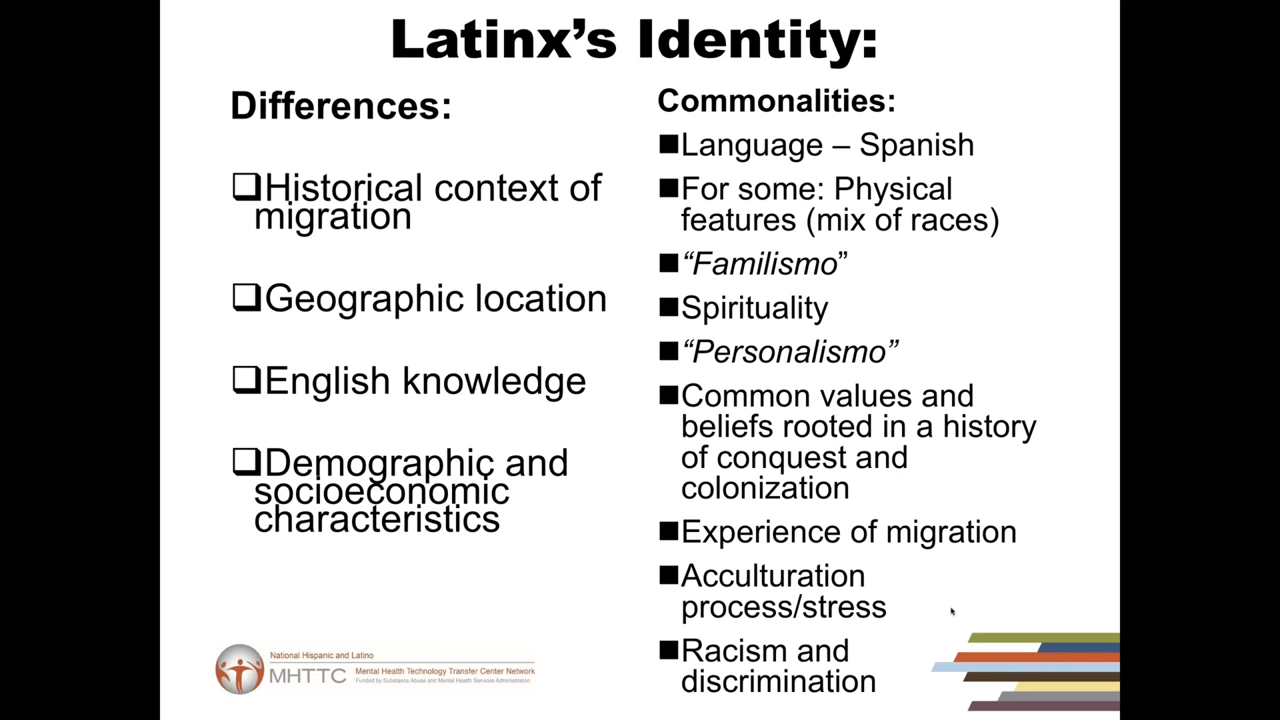 Latinx’s Identity:
Differences:
Historical context of
migration
Geographic location
English knowledge
Demographic and
socioeconomic
characteristics
Commonalities:
Language – Spanish
For some: Physical
features (mix of races)
“Familismo”
Spirituality
“Personalismo”
Common values and
beliefs rooted in a history
of conquest and
colonization
Experience of migration
Acculturation
process/stress
Racism and
discrimination
National Hispanic and Latino
MHTTC
Mental Health Technology Transfer Center Network
Funded by Substance Abuse and Mental Health Services Administration